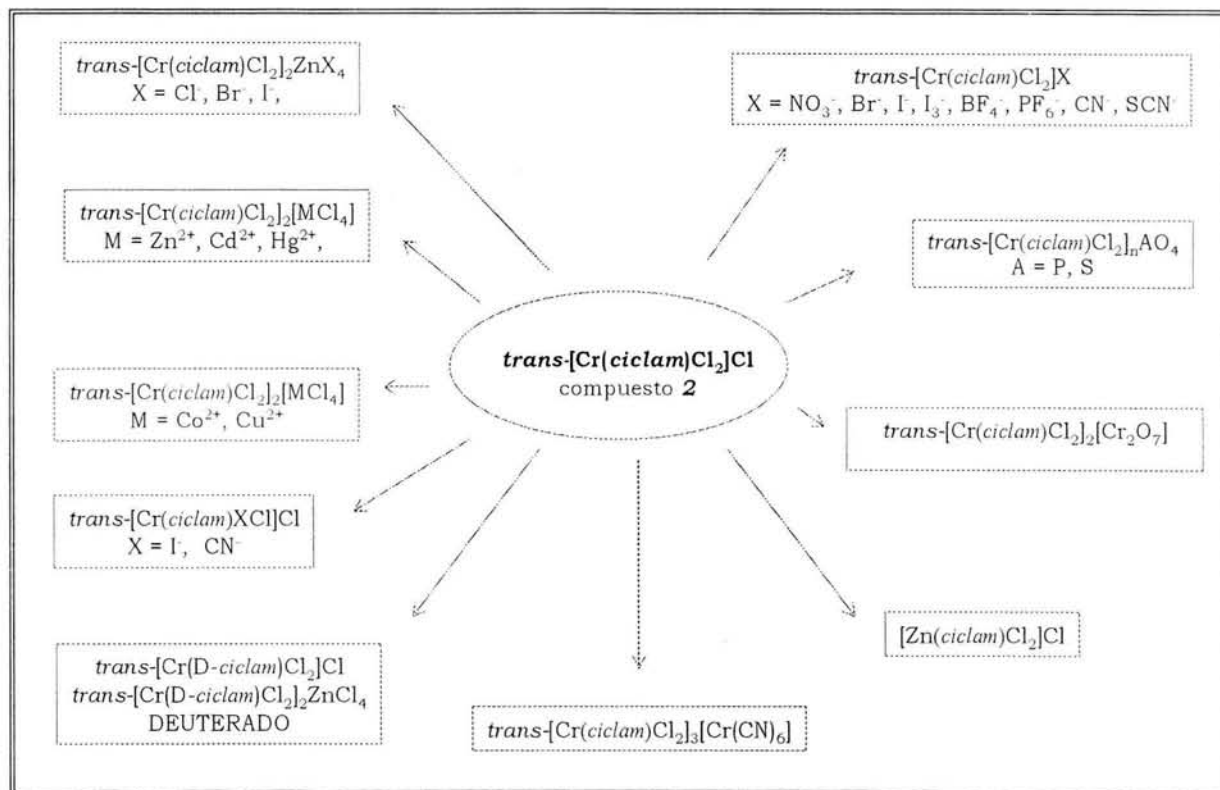 trans-[Cr(ciclam)Cl₂]₂ZnX₄
X = Cl⁻, Br⁻, I⁻,
trans-[Cr(ciclam)Cl₂]X
X = NO₃⁻, Br⁻, I⁻, I₃⁻, BF₄⁻, PF₆⁻, CN⁻, SCN⁻
trans-[Cr(ciclam)Cl₂]₂[MCl₄]
M = Zn²⁺, Cd²⁺, Hg²⁺,
trans-[Cr(ciclam)Cl₂]ₙAO₄
A = P, S
trans-[Cr(ciclam)Cl₂]Cl
compuesto 2
trans-[Cr(ciclam)Cl₂]₂[MCl₄]
M = Co²⁺, Cu²⁺
trans-[Cr(ciclam)Cl₂]₂[Cr₂O₇]
trans-[Cr(ciclam)XCl]Cl
X = I⁻, CN⁻
[Zn(ciclam)Cl₂]Cl
trans-[Cr(D-ciclam)Cl₂]Cl
trans-[Cr(D-ciclam)Cl₂]₂ZnCl₄
DEUTERADO
trans-[Cr(ciclam)Cl₂]₃[Cr(CN)₆]